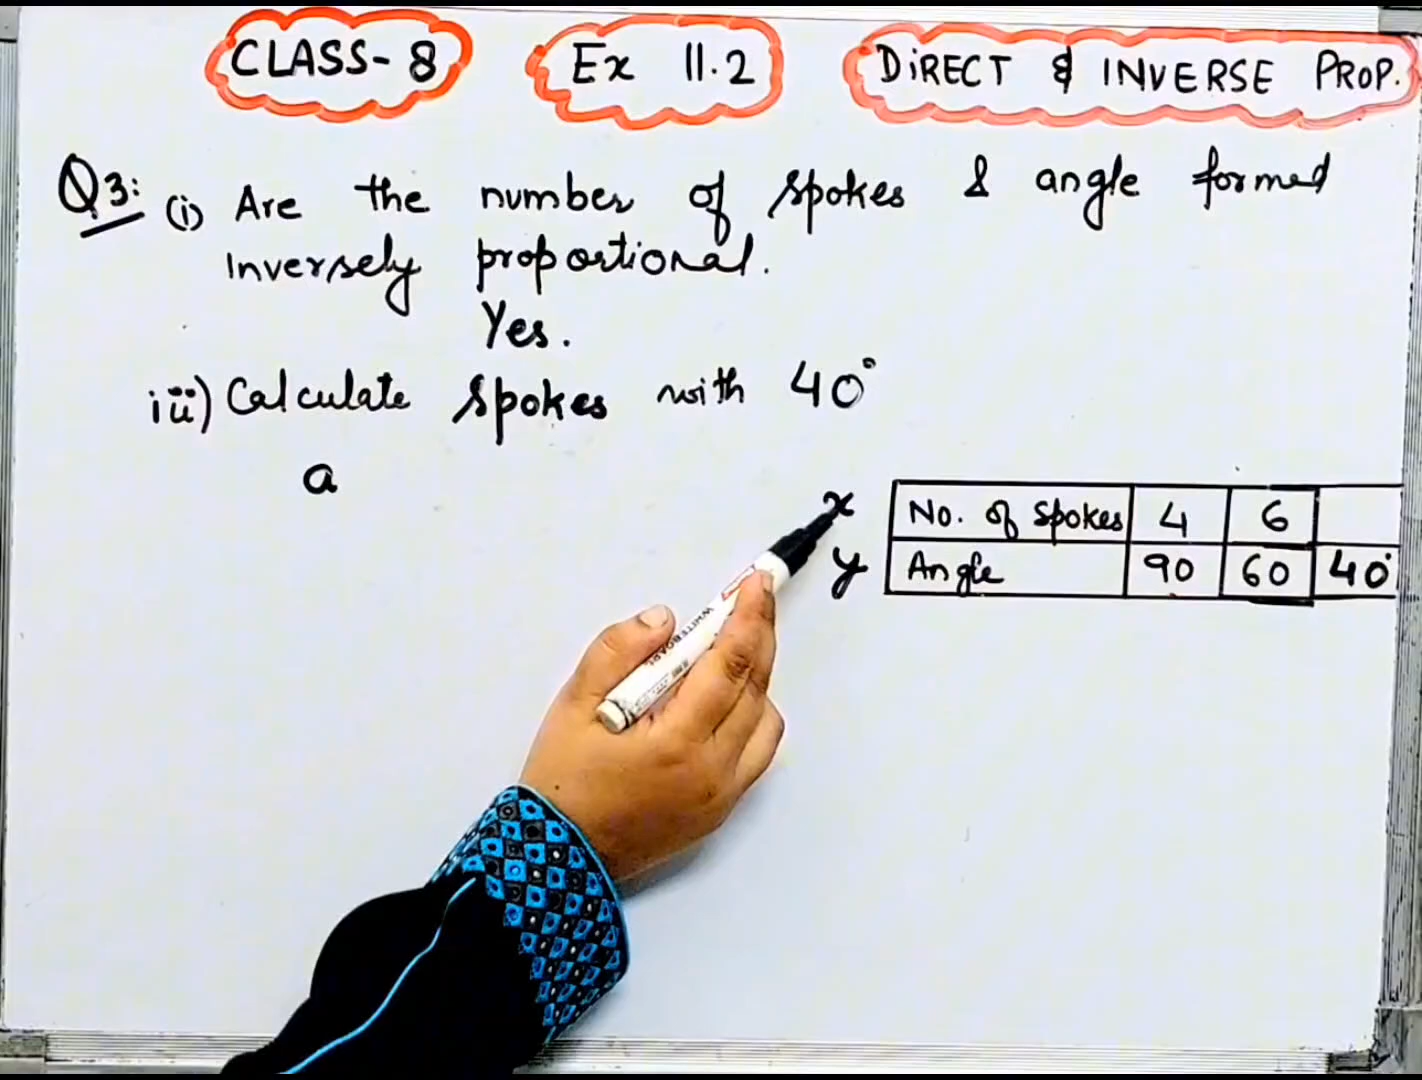 CLASS-8
Ex 11.2
DIRECT & INVERSE PROP.
Q3: (i) Are the number of spokes & angle formed
inversely proportional.
Yes.
iii) Calculate spokes with 40°
a
x No. of spokes 4 6
y Angle 90 60 40°
WHITEBOARD